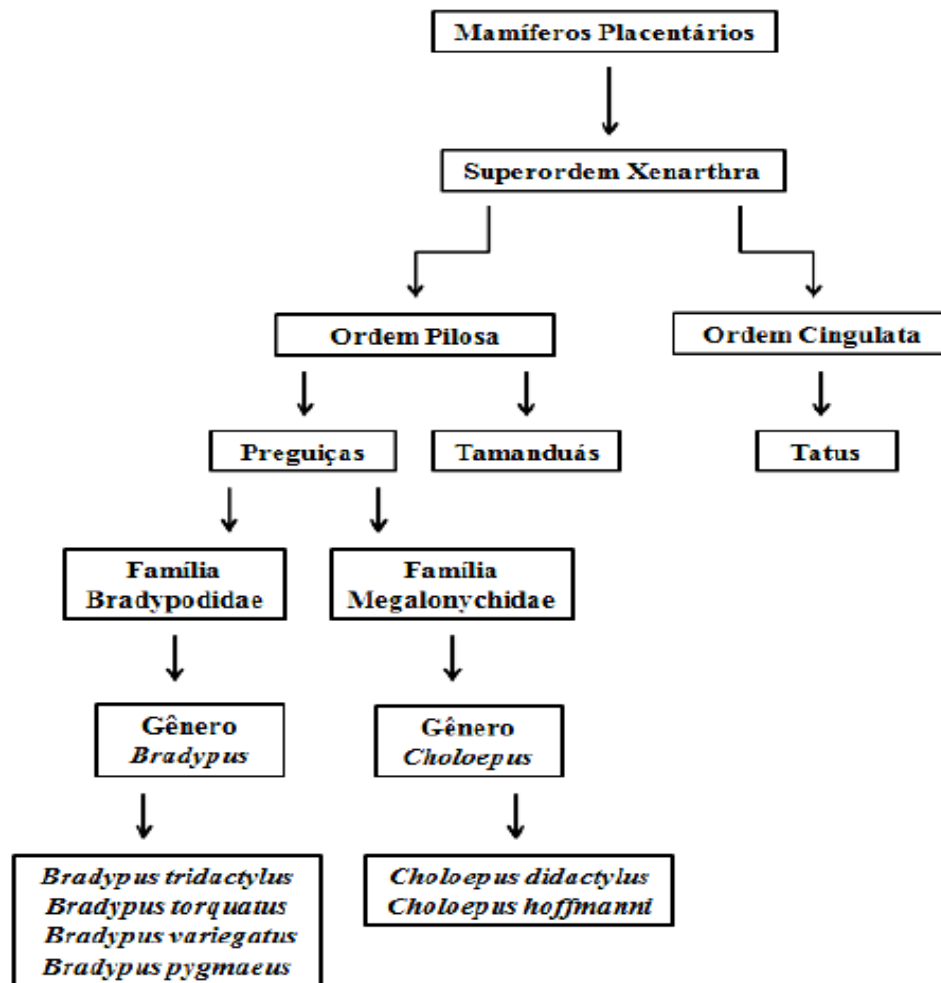 Mamíferos Placentários
Superordem Xenarthra
Ordem Pilosa
Ordem Cingulata
Preguiças
Tamanduás
Tatus
Família
Bradypodidae
Família
Megalonychidae
Gênero
Bradypus
Gênero
Choloepus
Bradypus tridactylus
Bradypus torquatus
Bradypus variegatus
Bradypus pygmaeus
Choloepus didactylus
Choloepus hoffmanni